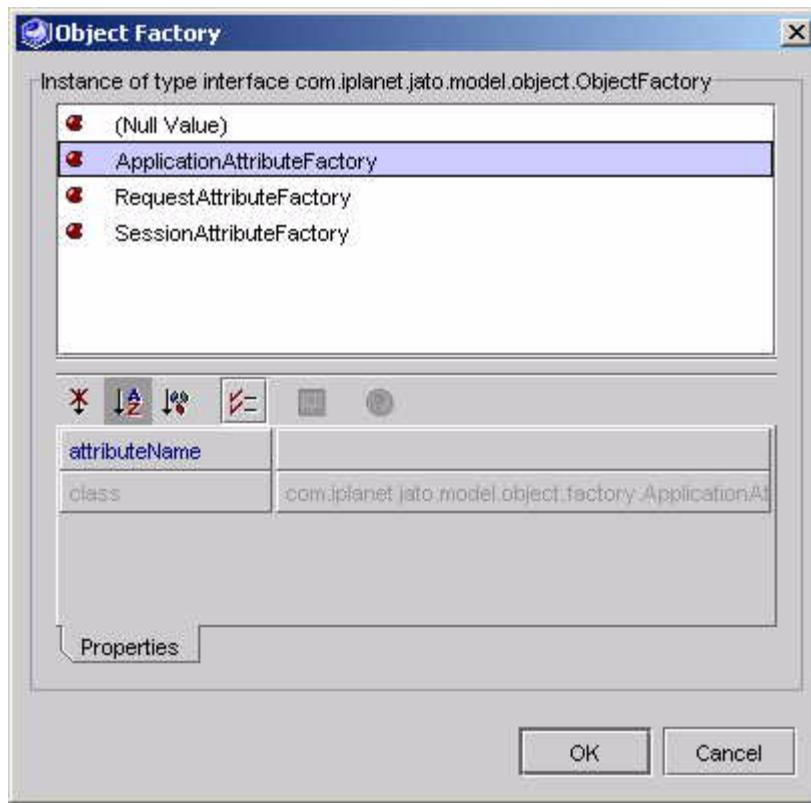 Object Factory
Instance of type interface com.iplanet.jato.model.object.ObjectFactory
(Null Value)
ApplicationAttributeFactory
RequestAttributeFactory
SessionAttributeFactory
attributeName
class com.iplanet.jato.model.object.factory.ApplicationAt
Properties
OK Cancel